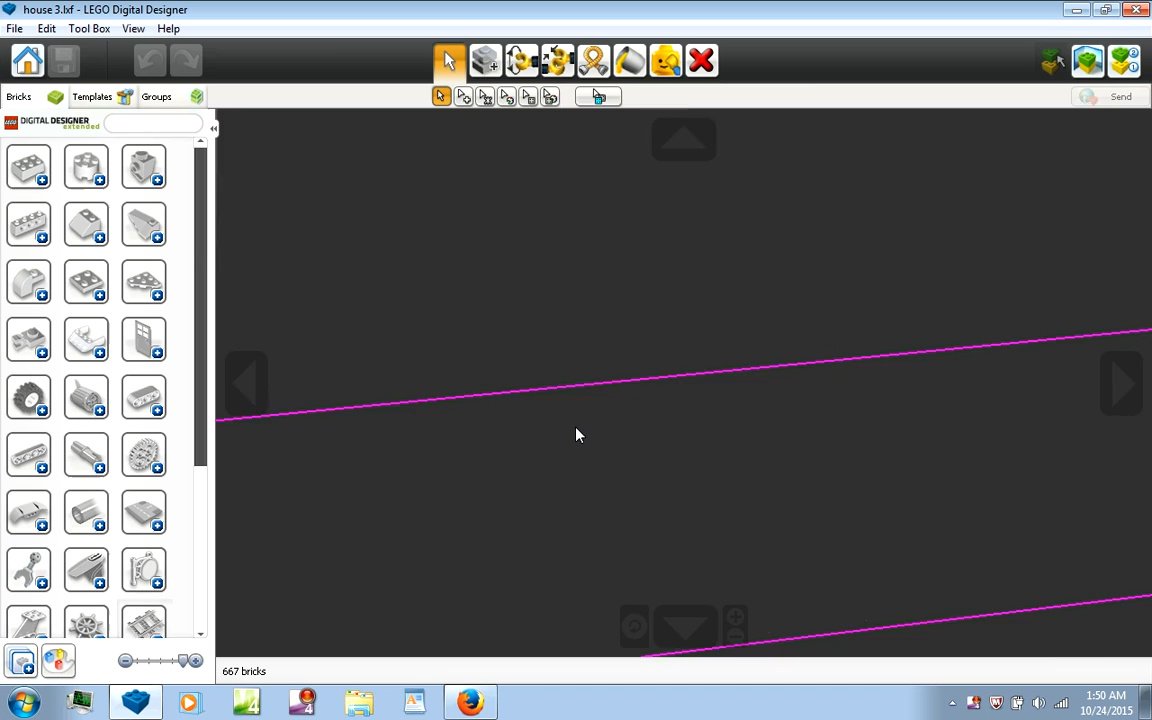 house 3.lxf - LEGO Digital Designer
File Edit Tool Box View Help
Bricks Templates Groups
Send
LEGO DIGITAL DESIGNER
extended
667 bricks
1:50 AM
10/24/2015